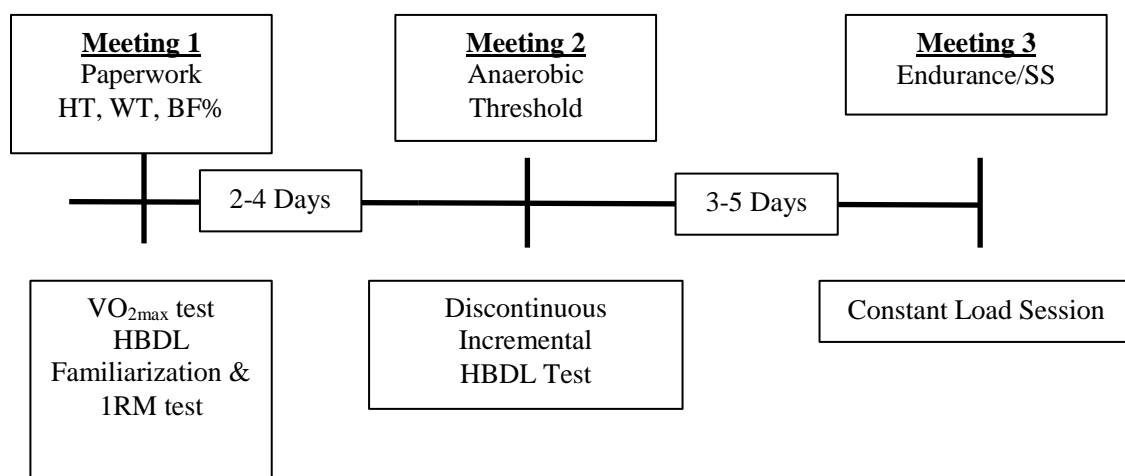 Meeting 1
Paperwork
HT, WT, BF%
Meeting 2
Anaerobic
Threshold
Meeting 3
Endurance/SS
2-4 Days
3-5 Days
VO2max test
HBDL
Familiarization &
1RM test
Discontinuous
Incremental
HBDL Test
Constant Load Session